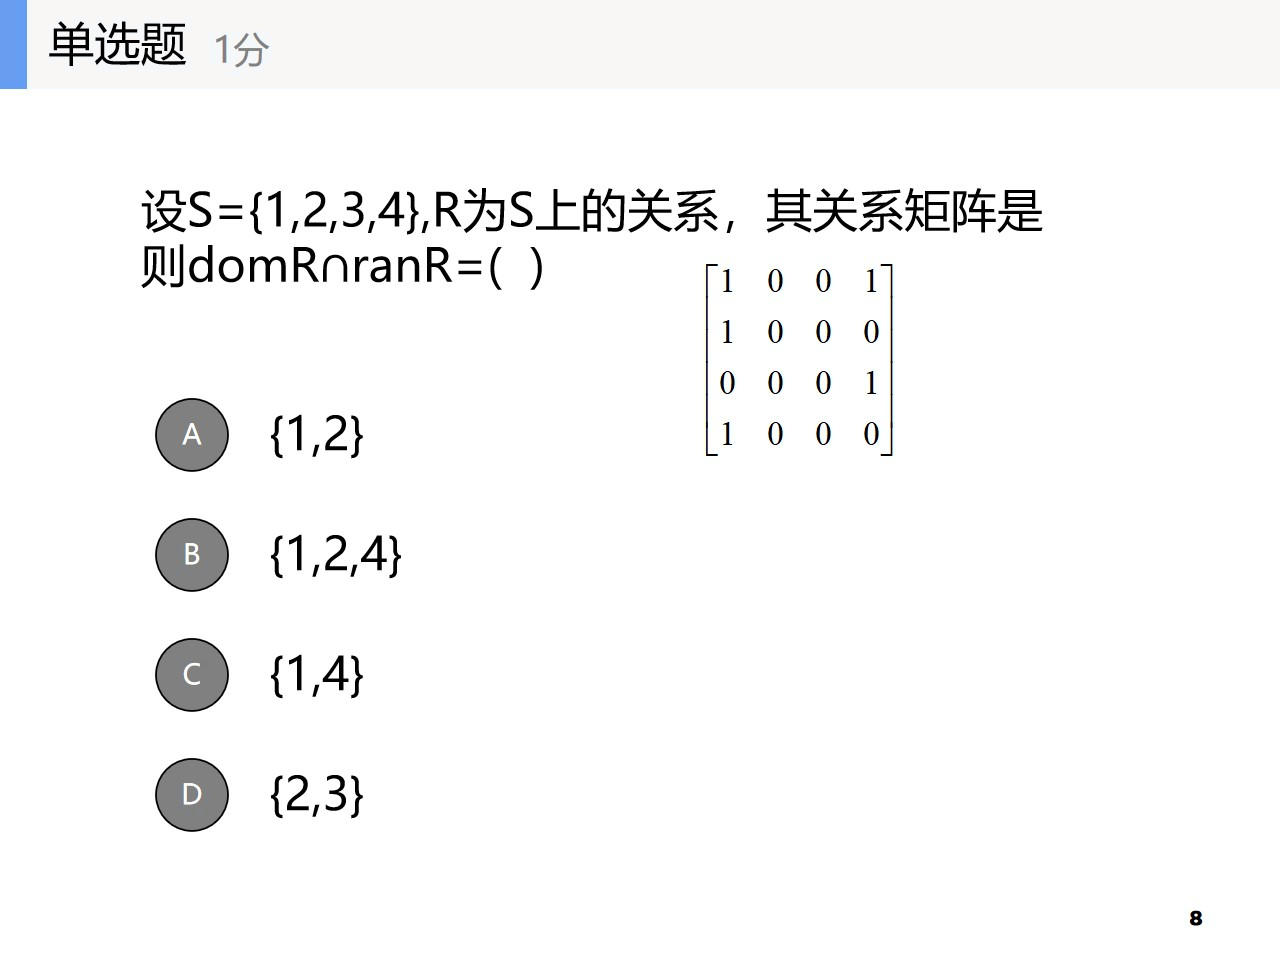 单选题 1分
设S={1,2,3,4},R为S上的关系，其关系矩阵是
则domR∩ranR=( )
1 0 0 1
1 0 0 0
0 0 0 1
1 0 0 0
A {1,2}
B {1,2,4}
C {1,4}
D {2,3}
8